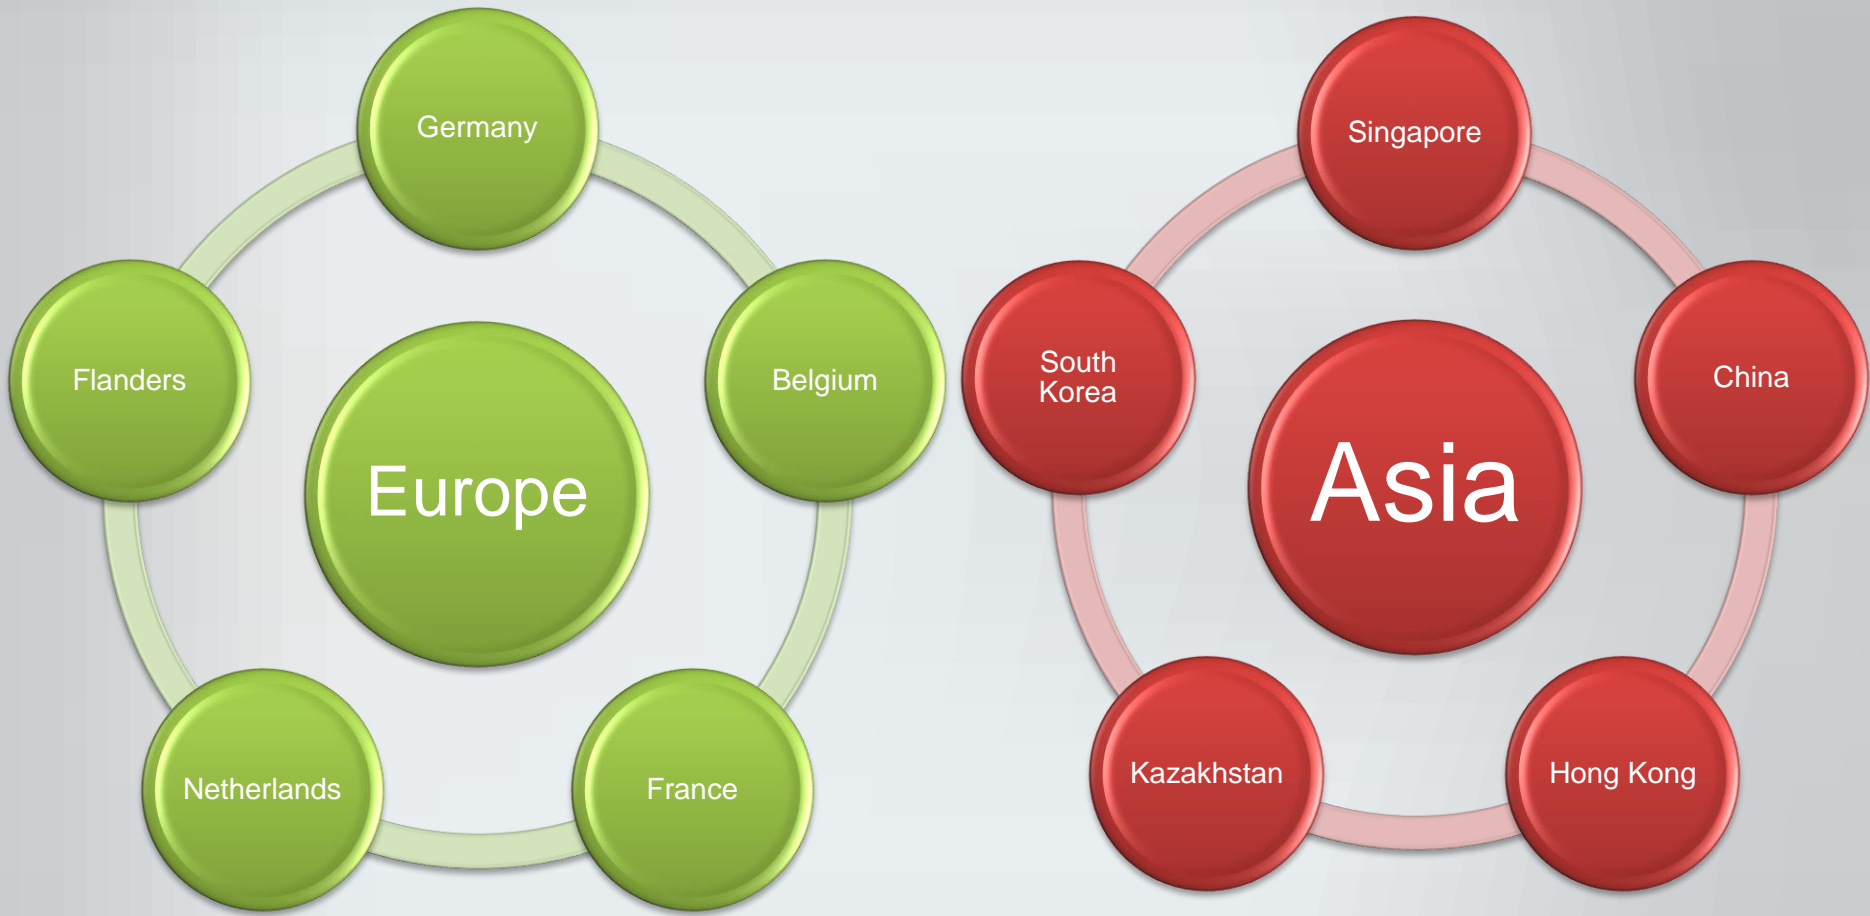 Germany
Flanders
Belgium
Europe
Netherlands
France
Singapore
South
Korea
China
Asia
Kazakhstan
Hong Kong